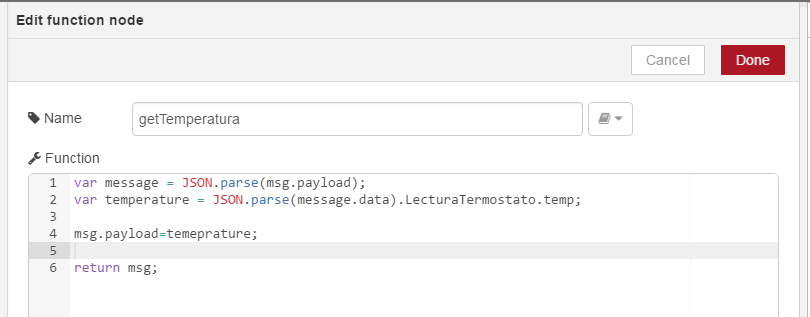 Edit function node
Cancel
Done
Name
getTemperatura
Function
1 var message = JSON.parse(msg.payload);
2 var temperature = JSON.parse(message.data).LecturaTermostato.temp;
3
4 msg.payload=temeprature;
5
6 return msg;